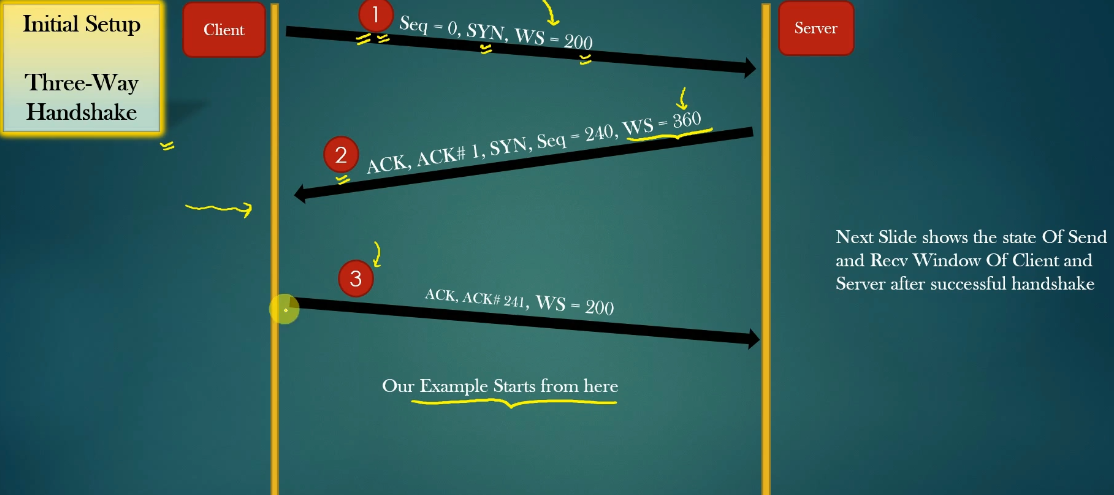 Initial Setup
Three-Way
Handshake
Client
Server
1
Seq = 0, SYN, WS = 200
2
ACK, ACK# 1, SYN, Seq = 240, WS = 360
3
ACK, ACK# 241, WS = 200
Our Example Starts from here
Next Slide shows the state Of Send
and Recv Window Of Client and
Server after successful handshake